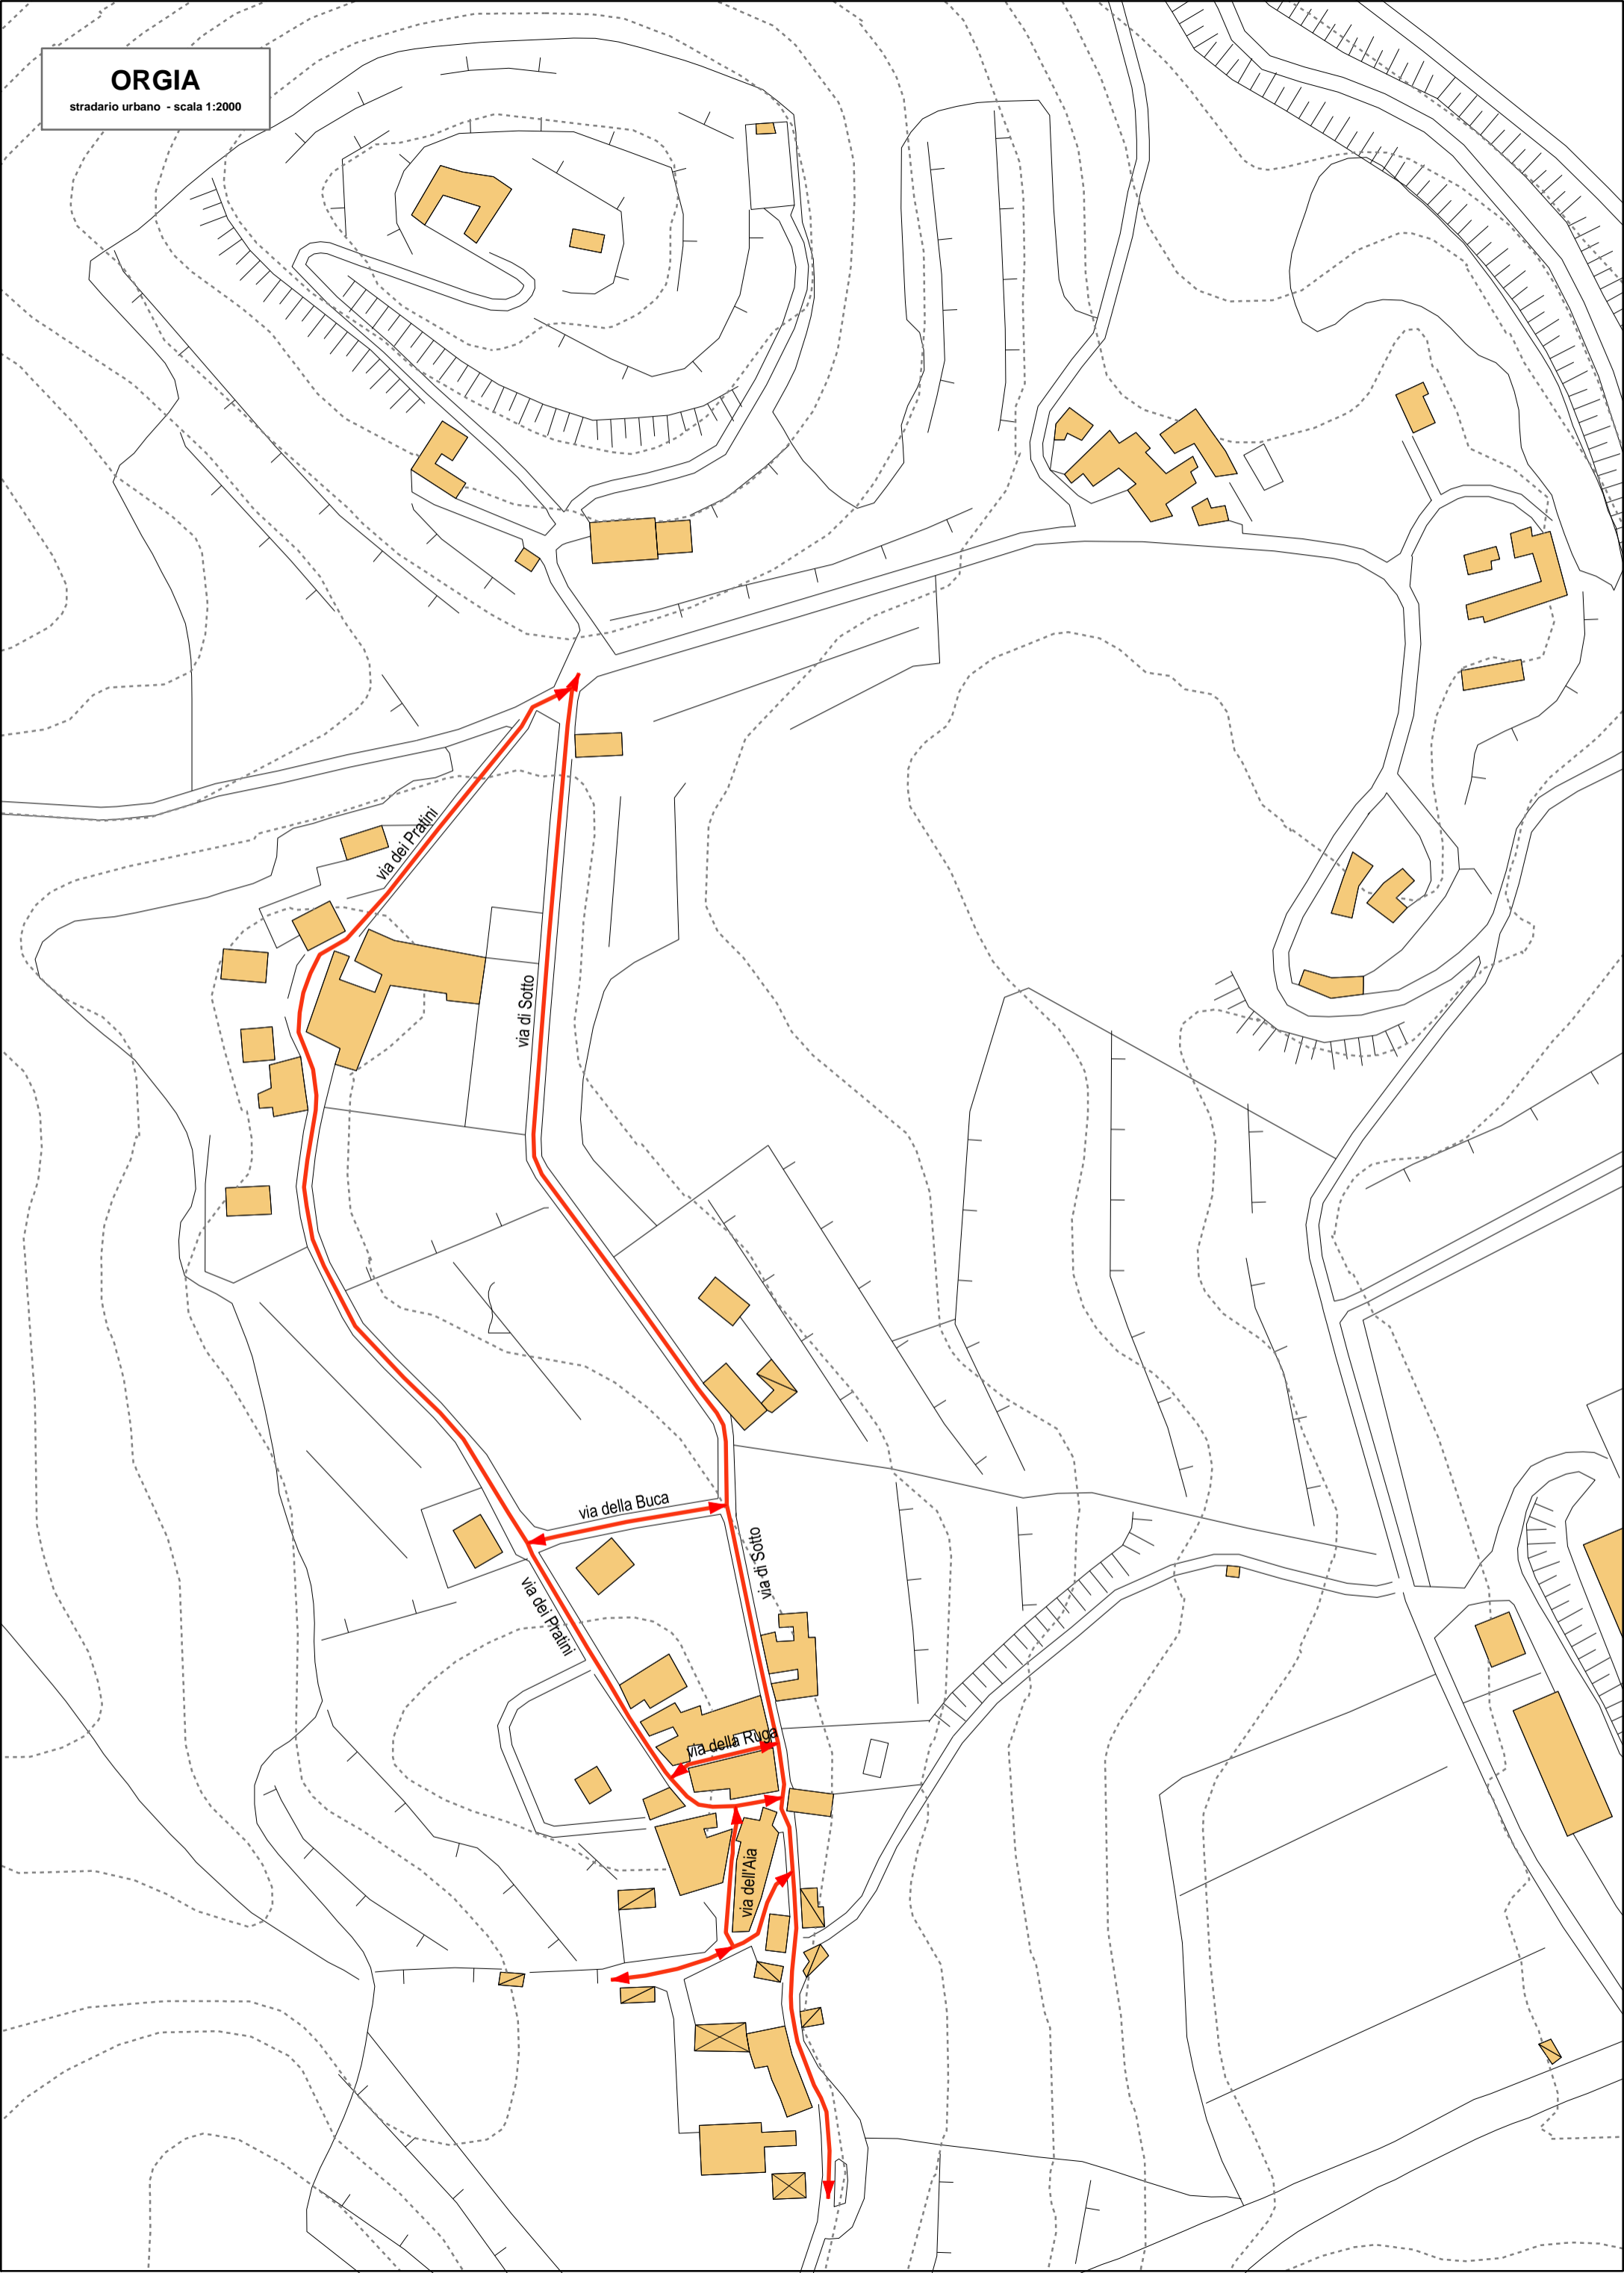 ORGIA
stradario urbano - scala 1:2000
via dei Pratini
via di Sotto
via della Buca
via di Sotto
via dei Pratini
via della Ruga
via dell'Aia